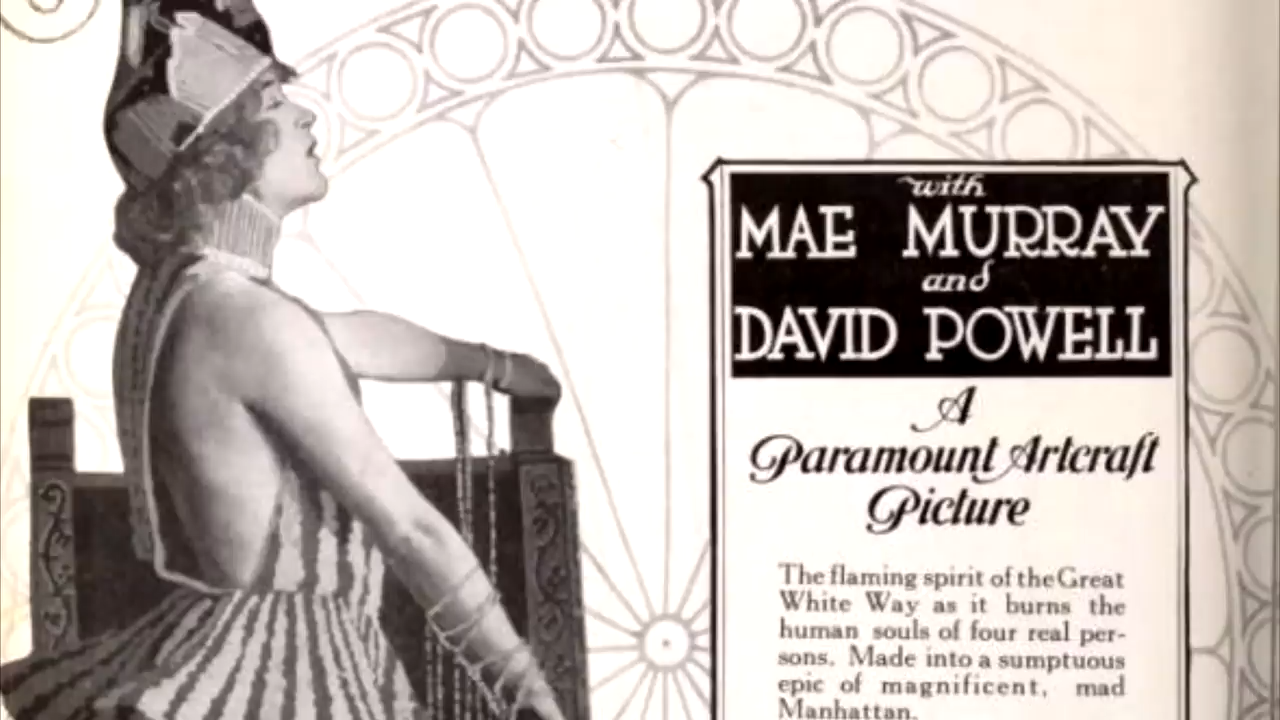 with
MAE MURRAY
and
DAVID POWELL
A
Paramount Artcraft
Picture
The flaming spirit of the Great
White Way as it burns the
human souls of four real per-
sons. Made into a sumptuous
epic of magnificent, mad
Manhattan.